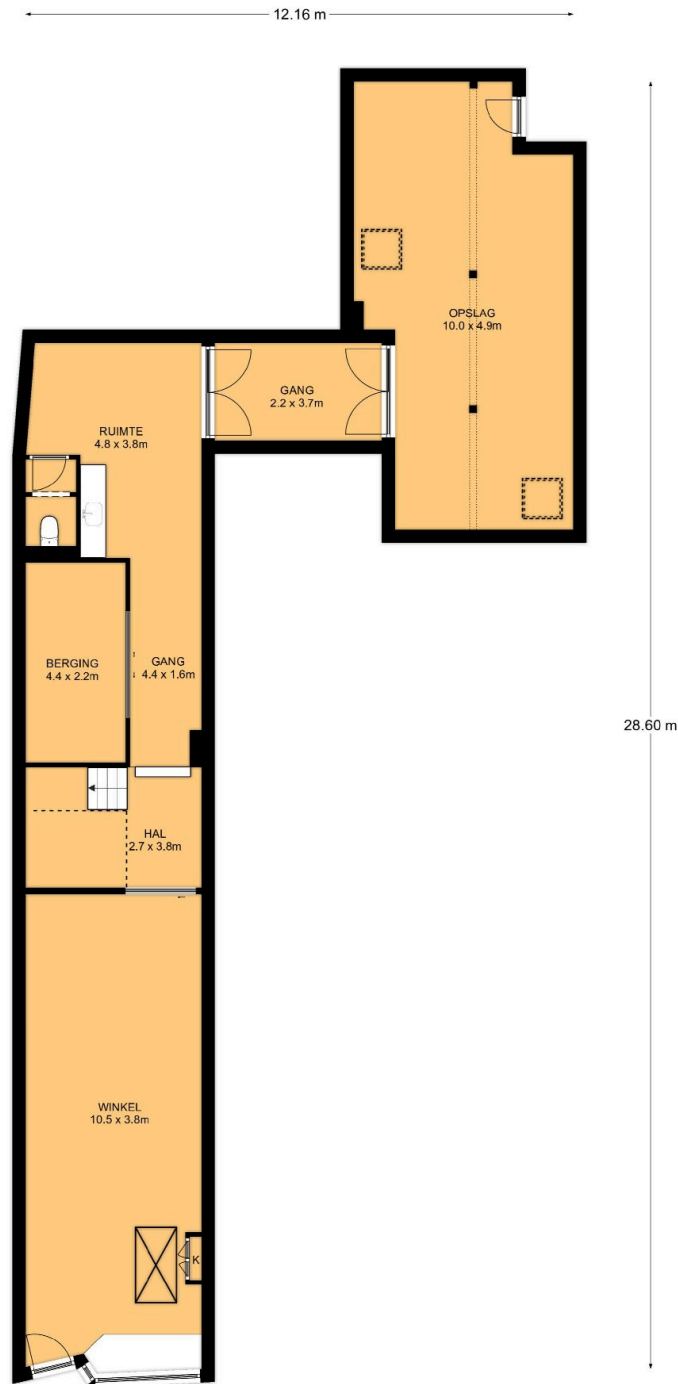 12.16 m
OPSLAG
10.0 x 4.9m
GANG
2.2 x 3.7m
RUIMTE
4.8 x 3.8m
BERGING
4.4 x 2.2m
GANG
4.4 x 1.6m
28.60 m
HAL
2.7 x 3.8m
WINKEL
10.5 x 3.8m
K